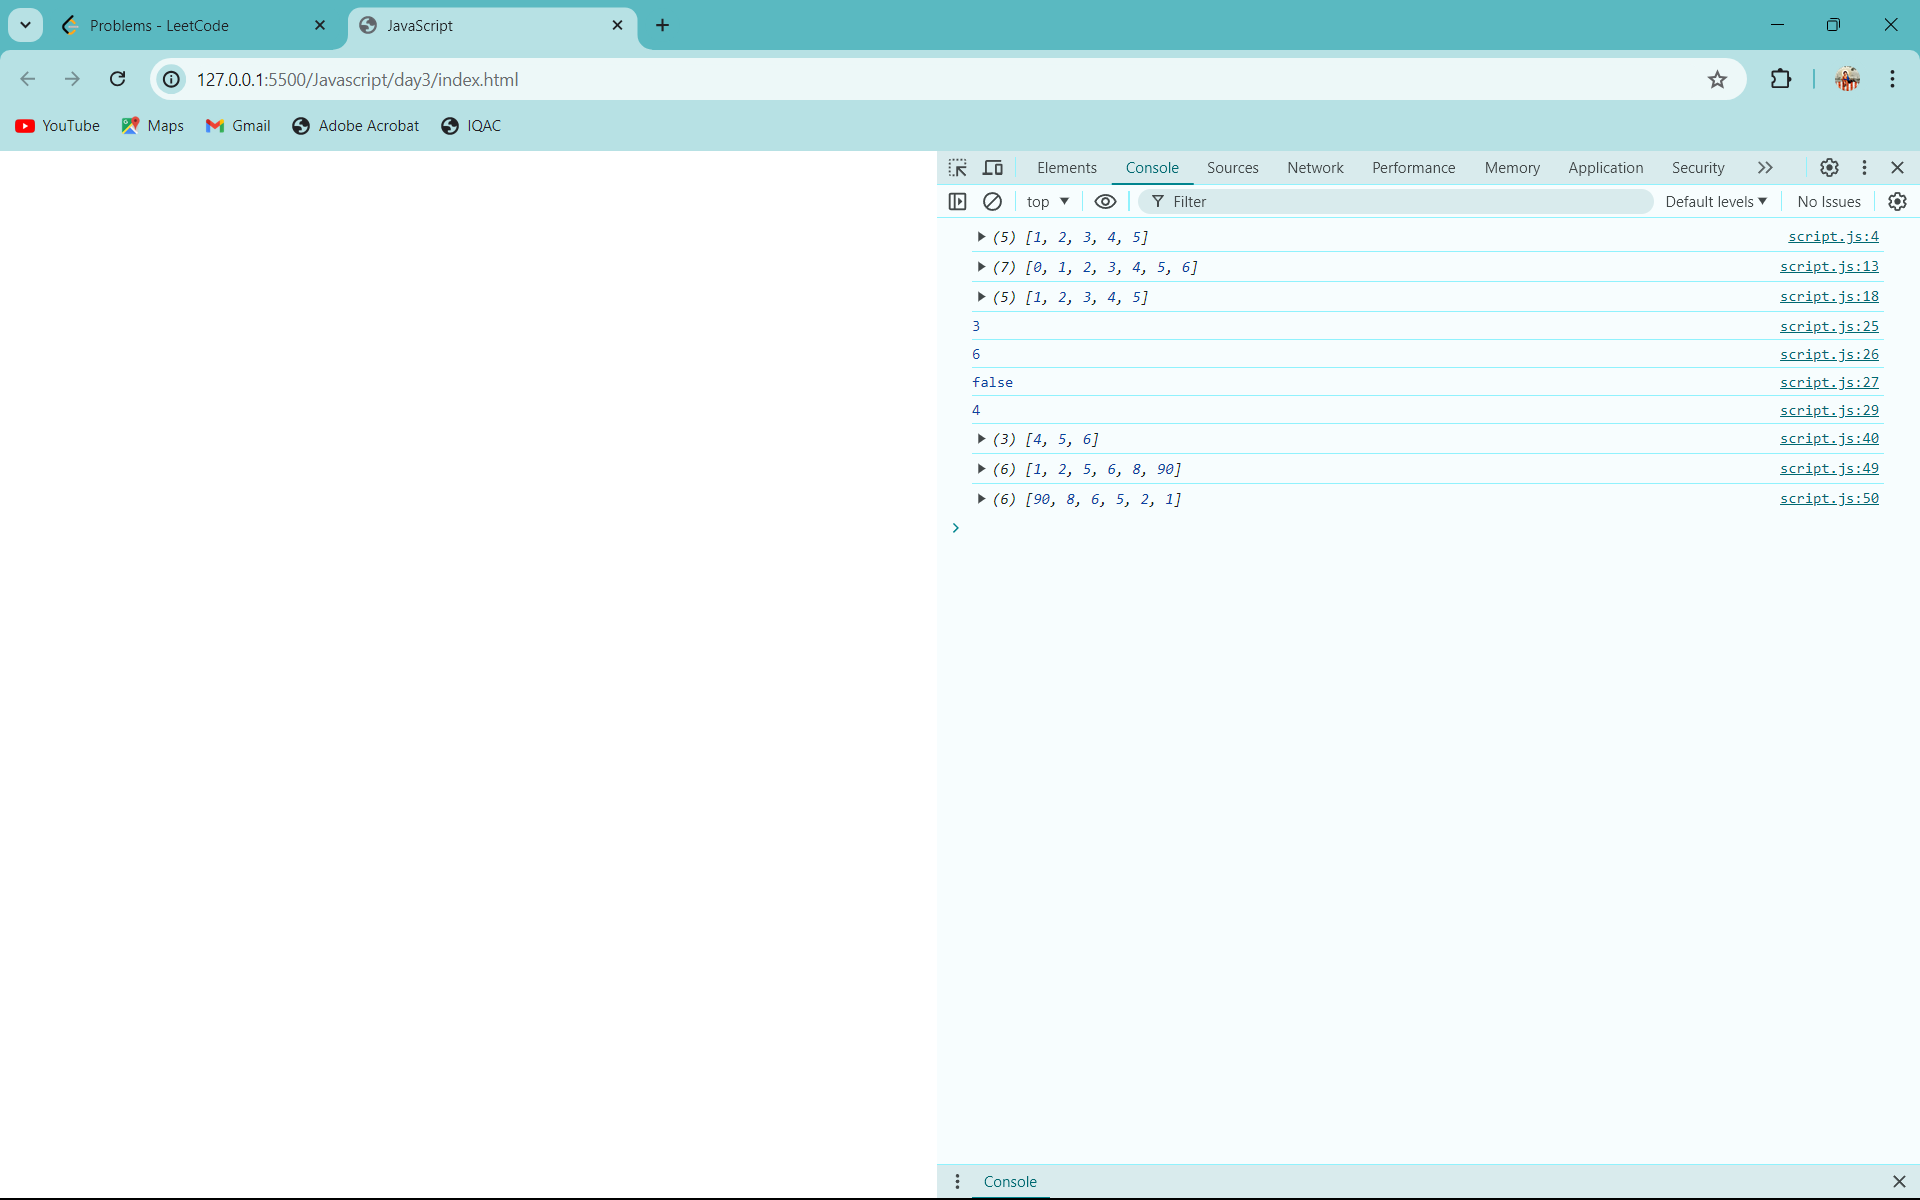 Problems - LeetCode
JavaScript
127.0.0.1:5500/Javascript/day3/index.html
YouTube Maps Gmail Adobe Acrobat IQAC
Elements Console Sources Network Performance Memory Application Security
top Filter Default levels No Issues
(5) [1, 2, 3, 4, 5] script.js:4
(7) [0, 1, 2, 3, 4, 5, 6] script.js:13
(5) [1, 2, 3, 4, 5] script.js:18
3 script.js:25
6 script.js:26
false script.js:27
4 script.js:29
(3) [4, 5, 6] script.js:40
(6) [1, 2, 5, 6, 8, 90] script.js:49
(6) [90, 8, 6, 5, 2, 1] script.js:50
Console